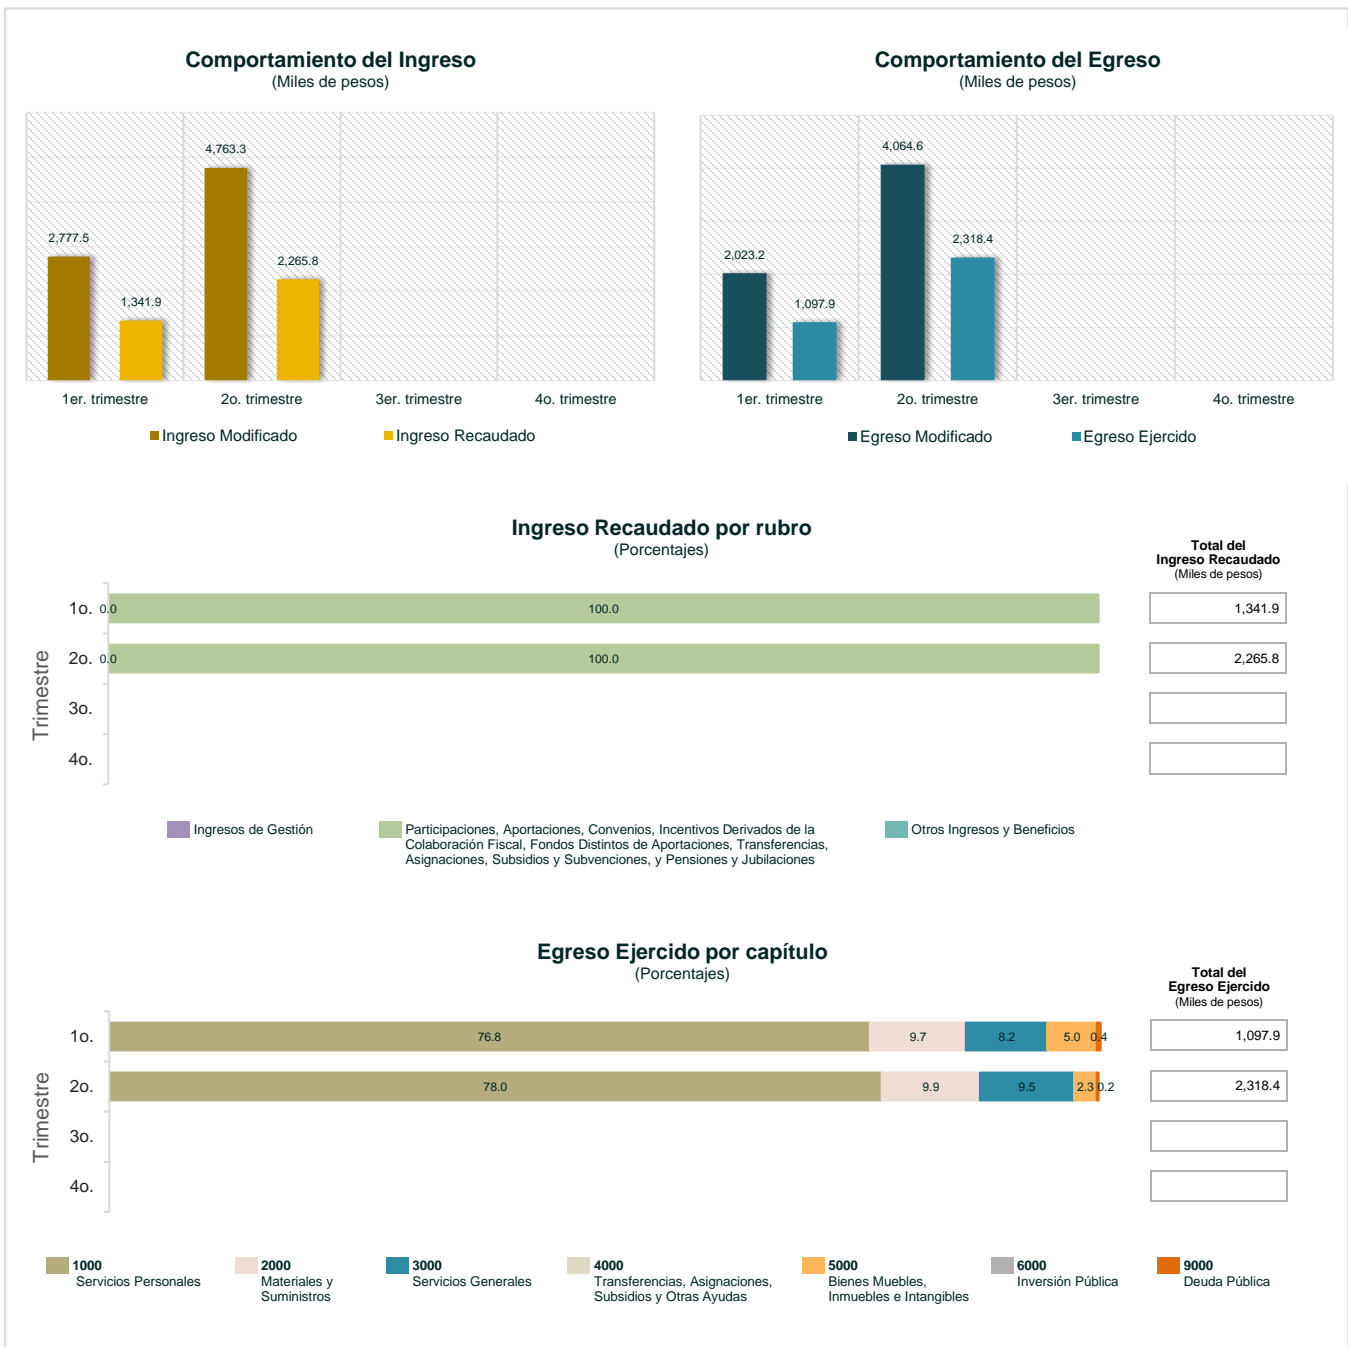 Comportamiento del Ingreso
(Miles de pesos)
4,763.3
2,777.5
2,265.8
1,341.9
1er. trimestre
2o. trimestre
3er. trimestre
4o. trimestre
Ingreso Modificado
Ingreso Recaudado
Comportamiento del Egreso
(Miles de pesos)
4,064.6
2,318.4
2,023.2
1,097.9
1er. trimestre
2o. trimestre
3er. trimestre
4o. trimestre
Egreso Modificado
Egreso Ejercido
Ingreso Recaudado por rubro
(Porcentajes)
Total del
Ingreso Recaudado
(Miles de pesos)
Trimestre
1o. 0.0 100.0 1,341.9
2o. 0.0 100.0 2,265.8
3o.
4o.
Ingresos de Gestión
Participaciones, Aportaciones, Convenios, Incentivos Derivados de la
Colaboración Fiscal, Fondos Distintos de Aportaciones, Transferencias,
Asignaciones, Subsidios y Subvenciones, y Pensiones y Jubilaciones
Otros Ingresos y Beneficios
Egreso Ejercido por capítulo
(Porcentajes)
Total del
Egreso Ejercido
(Miles de pesos)
Trimestre
1o. 76.8 9.7 8.2 5.0 0.4 1,097.9
2o. 78.0 9.9 9.5 2.3 0.2 2,318.4
3o.
4o.
1000
Servicios Personales
2000
Materiales y
Suministros
3000
Servicios Generales
4000
Transferencias, Asignaciones,
Subsidios y Otras Ayudas
5000
Bienes Muebles,
Inmuebles e Intangibles
6000
Inversión Pública
9000
Deuda Pública